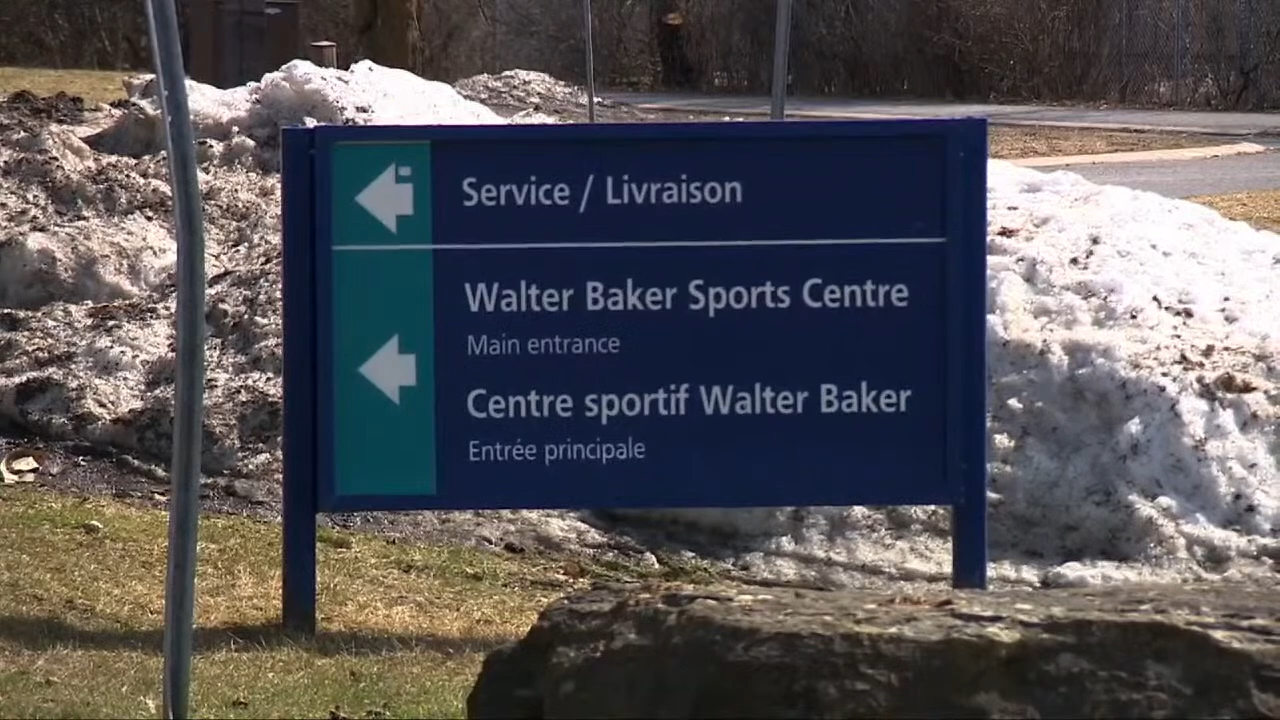 Service / Livraison
Walter Baker Sports Centre
Main entrance
Centre sportif Walter Baker
Entrée principale